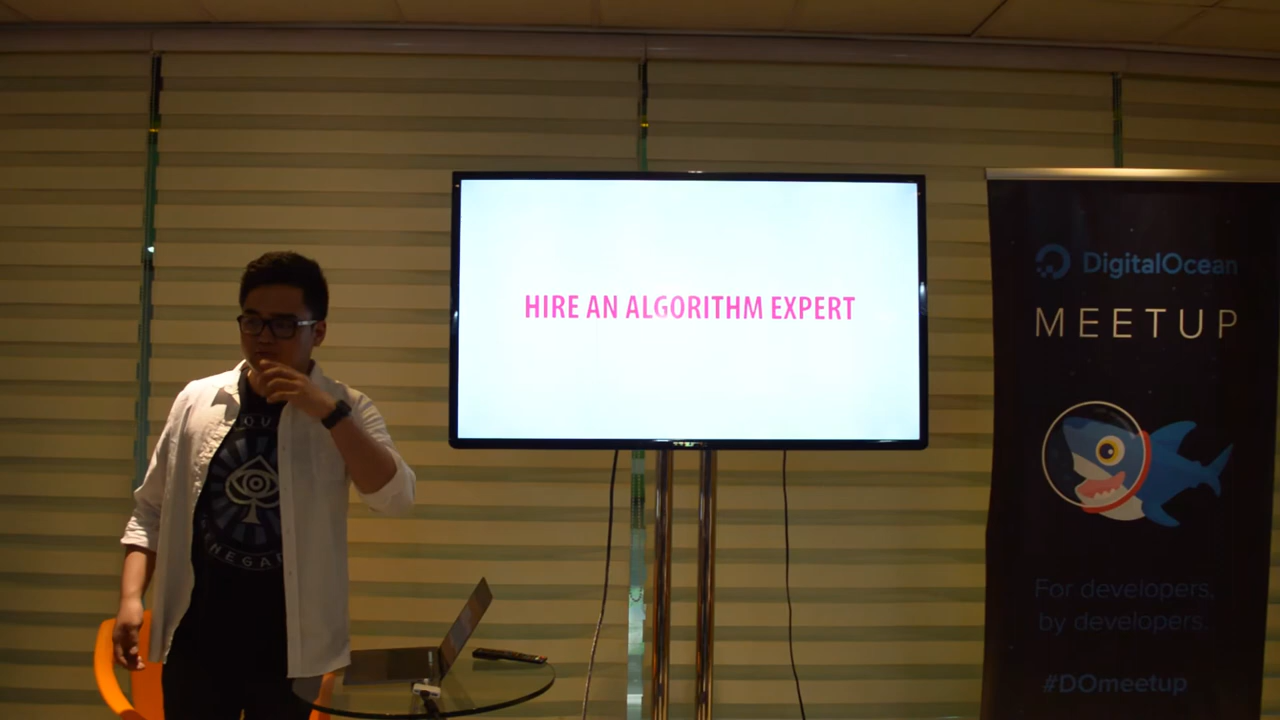 HIRE AN ALGORITHM EXPERT
DigitalOcean
MEETUP
For developers,
by developers.
#DOmeetup